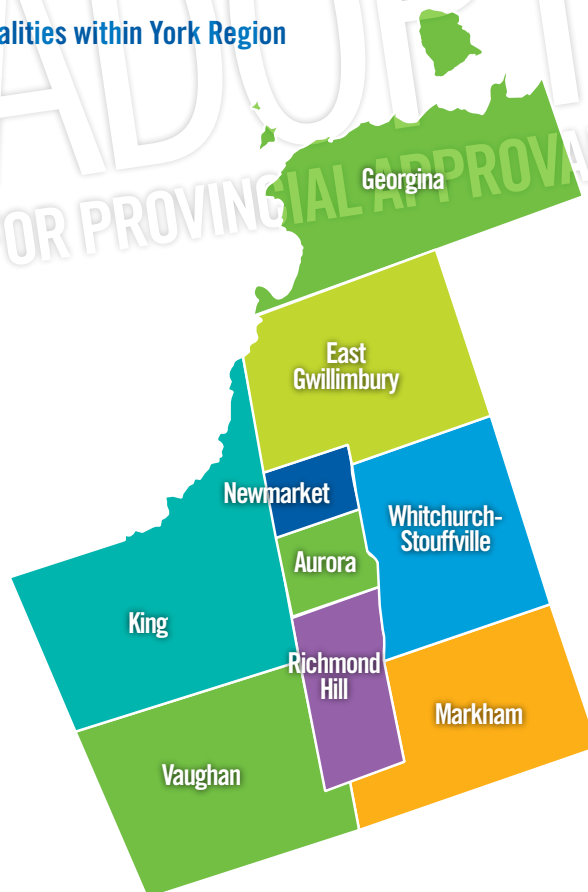 alities within York Region
ADOPT
OR PROVINCIAL APPROVA
Georgina
East
Gwillimbury
Newmarket
Whitchurch-
Stouffville
Aurora
King
Richmond
Hill
Markham
Vaughan